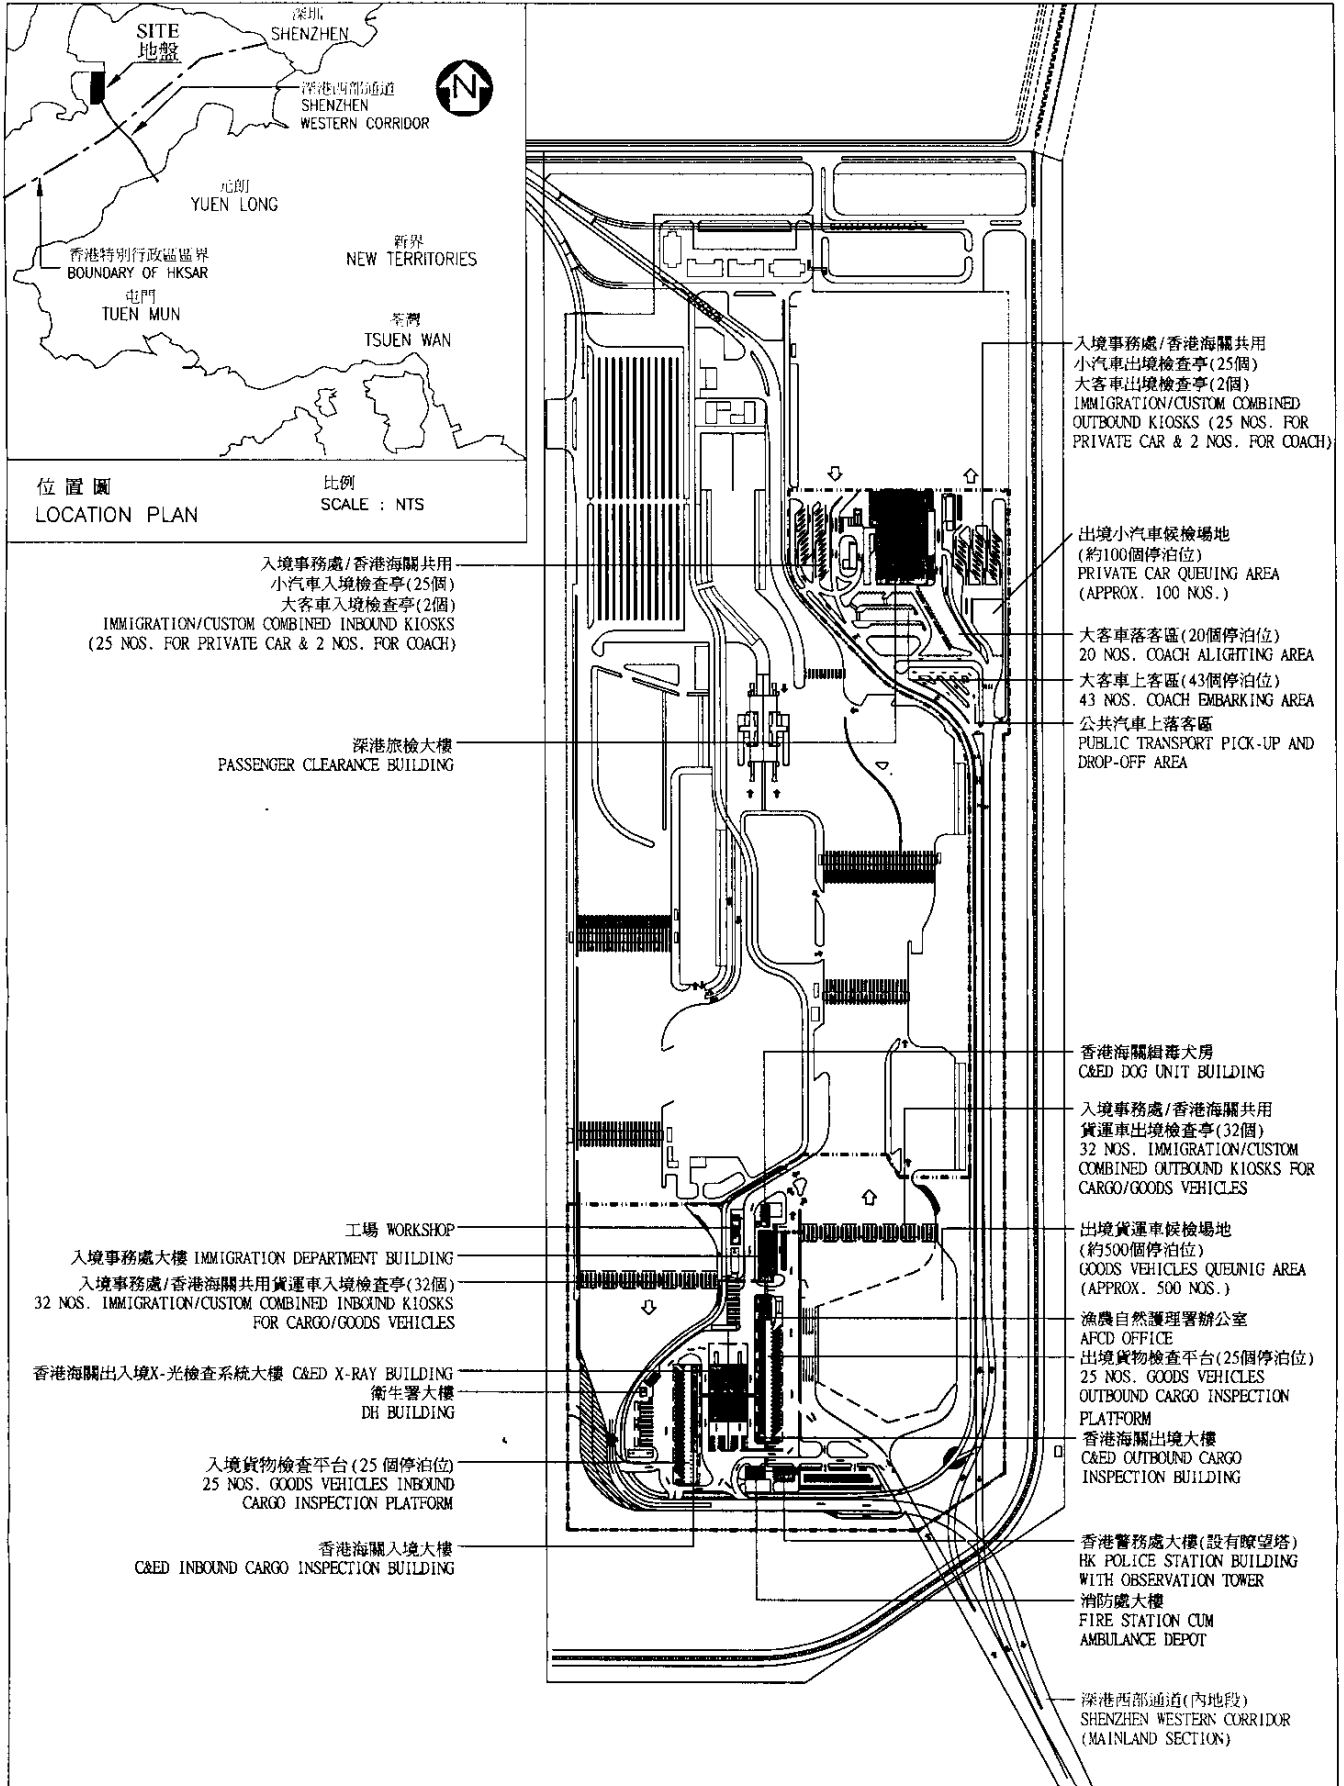 SITE
地盤
深圳
SHENZHEN
深港西部通道
SHENZHEN
WESTERN CORRIDOR
N
元朗
YUEN LONG
香港特別行政區區界
BOUNDARY OF HKSAR
新界
NEW TERRITORIES
屯門
TUEN MUN
荃灣
TSUEN WAN
位置圖
LOCATION PLAN
比例
SCALE : NTS
入境事務處/香港海關共用
小汽車入境檢查亭(25個)
大客車入境檢查亭(2個)
IMMIGRATION/CUSTOM COMBINED INBOUND KIOSKS
(25 NOS. FOR PRIVATE CAR & 2 NOS. FOR COACH)
深港旅檢大樓
PASSENGER CLEARANCE BUILDING
工場 WORKSHOP
入境事務處大樓 IMMIGRATION DEPARTMENT BUILDING
入境事務處/香港海關共用貨運車入境檢查亭(32個)
32 NOS. IMMIGRATION/CUSTOM COMBINED INBOUND KIOSKS
FOR CARGO/GOODS VEHICLES
香港海關出入境X-光檢查系統大樓 C&ED X-RAY BUILDING
衛生署大樓
DH BUILDING
入境貨物檢查平台(25 個停泊位)
25 NOS. GOODS VEHICLES INBOUND
CARGO INSPECTION PLATFORM
香港海關入境大樓
C&ED INBOUND CARGO INSPECTION BUILDING
入境事務處/香港海關共用
小汽車出境檢查亭(25個)
大客車出境檢查亭(2個)
IMMIGRATION/CUSTOM COMBINED
OUTBOUND KIOSKS (25 NOS. FOR
PRIVATE CAR & 2 NOS. FOR COACH)
出境小汽車候檢場地
(約100個停泊位)
PRIVATE CAR QUEUING AREA
(APPROX. 100 NOS.)
大客車落客區(20個停泊位)
20 NOS. COACH ALIGHTING AREA
大客車上客區(43個停泊位)
43 NOS. COACH EMBARKING AREA
公共汽車上落客區
PUBLIC TRANSPORT PICK-UP AND
DROP-OFF AREA
香港海關緝毒犬房
C&ED DOG UNIT BUILDING
入境事務處/香港海關共用
貨運車出境檢查亭(32個)
32 NOS. IMMIGRATION/CUSTOM
COMBINED OUTBOUND KIOSKS FOR
CARGO/GOODS VEHICLES
出境貨運車候檢場地
(約500個停泊位)
GOODS VEHICLES QUEUNIG AREA
(APPROX. 500 NOS.)
漁農自然護理署辦公室
AFCD OFFICE
出境貨物檢查平台(25個停泊位)
25 NOS. GOODS VEHICLES
OUTBOUND CARGO INSPECTION
PLATFORM
香港海關出境大樓
C&ED OUTBOUND CARGO
INSPECTION BUILDING
香港警務處大樓(設有瞭望塔)
HK POLICE STATION BUILDING
WITH OBSERVATION TOWER
消防處大樓
FIRE STATION CUM
AMBULANCE DEPOT
深港西部通道(內地段)
SHENZHEN WESTERN CORRIDOR
(MAINLAND SECTION)